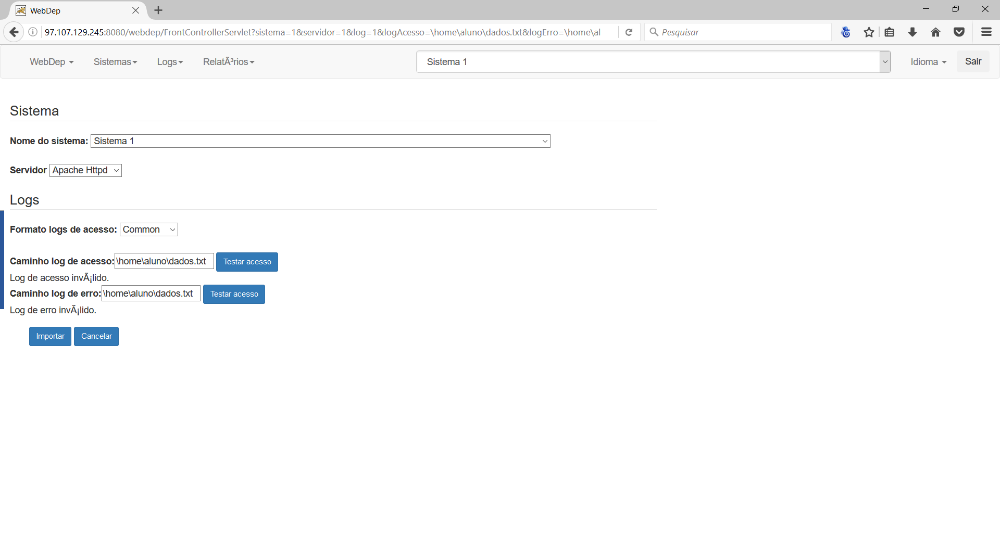 WebDep
97.107.129.245:8080/webdep/FrontControllerServlet?sistema=1&servidor=1&log=1&logAcesso=\home\aluno\dados.txt&logErro=\home\al
Pesquisar
WebDep Sistemas Logs RelatÃ³rios Sistema 1 Idioma Sair
Sistema
Nome do sistema: Sistema 1
Servidor Apache Httpd
Logs
Formato logs de acesso: Common
Caminho log de acesso: \home\aluno\dados.txt Testar acesso
Log de acesso invÃ¡lido.
Caminho log de erro: \home\aluno\dados.txt Testar acesso
Log de erro invÃ¡lido.
Importar Cancelar